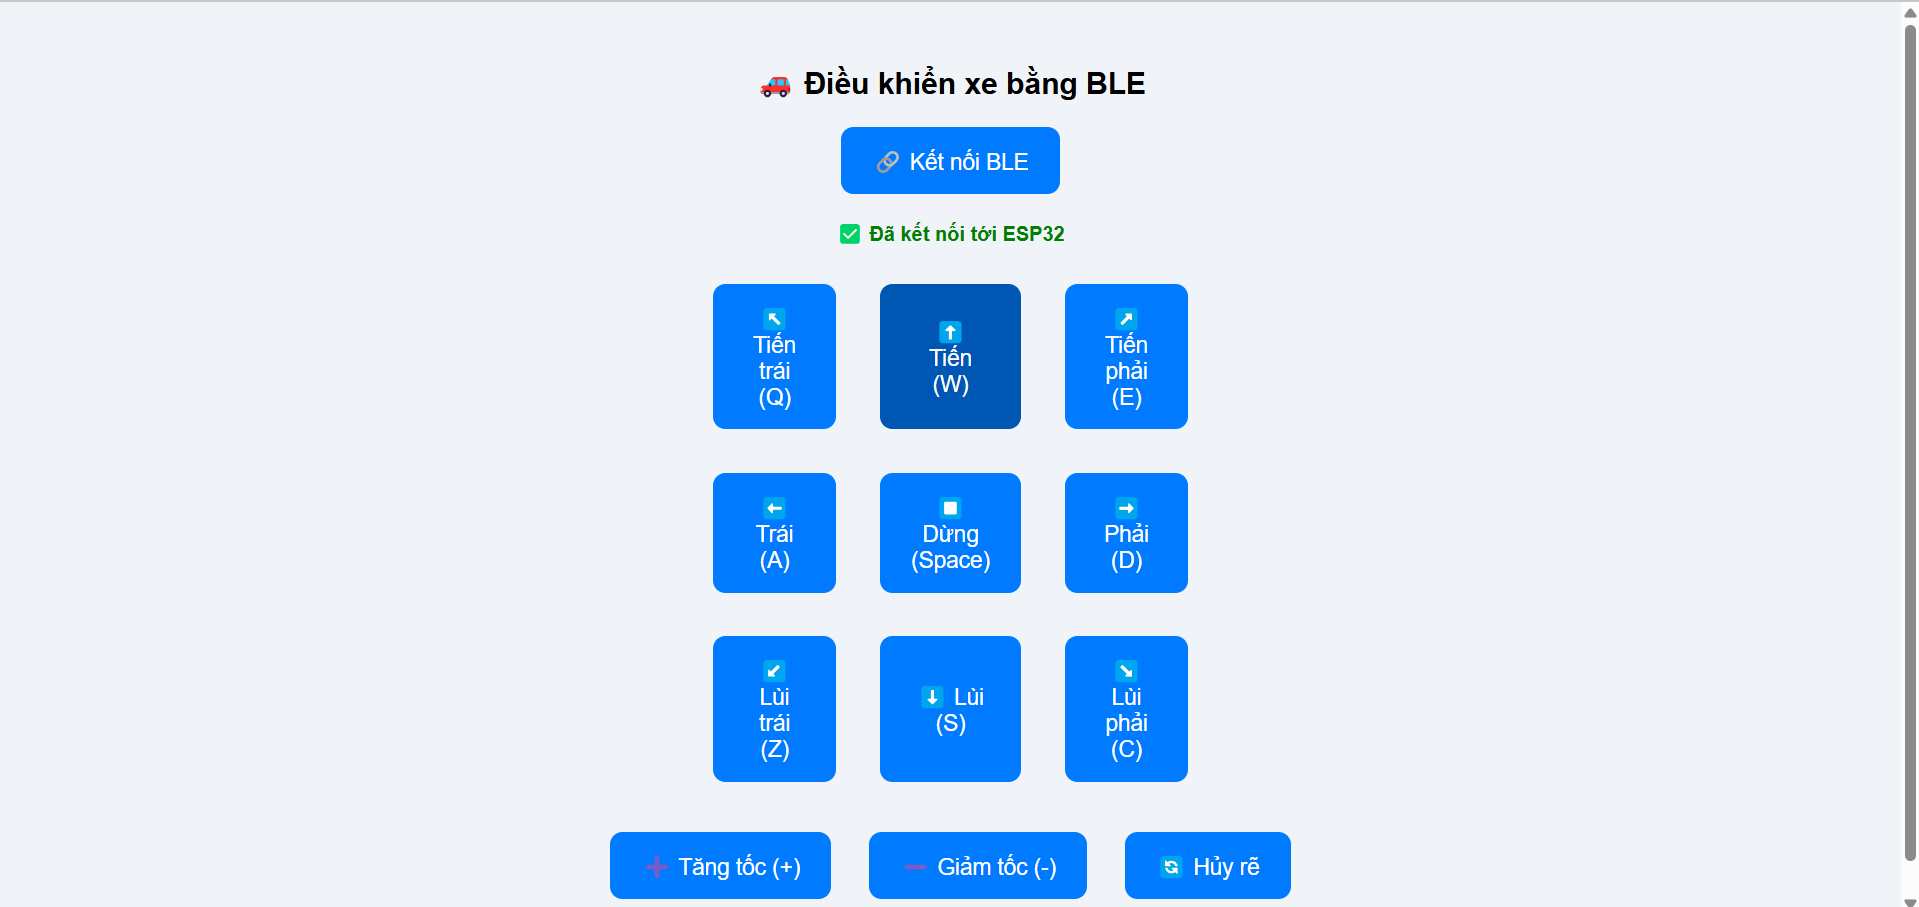 Điều khiển xe bằng BLE
Kết nối BLE
Đã kết nối tới ESP32
Tiến
trái
(Q)
Tiến
(W)
Tiến
phải
(E)
Trái
(A)
Dừng
(Space)
Phải
(D)
Lùi
trái
(Z)
Lùi
(S)
Lùi
phải
(C)
Tăng tốc (+)
Giảm tốc (-)
Hủy rẽ